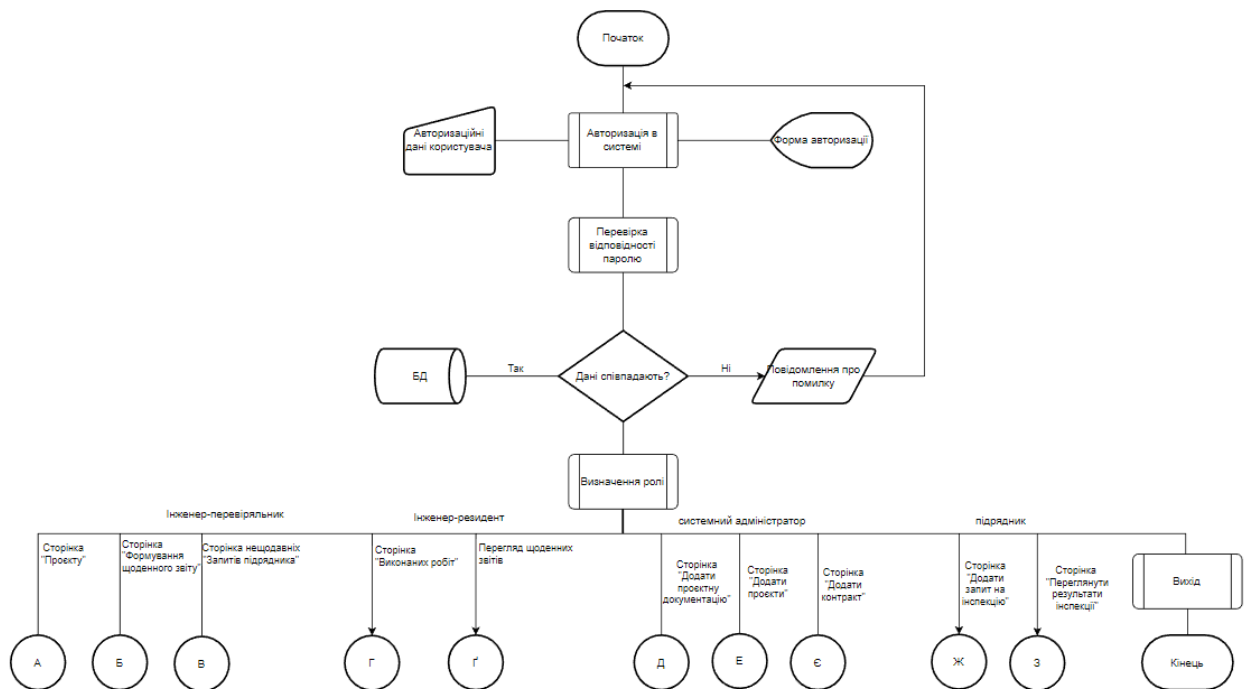 Початок
Авторизаційні
дані користувача
Авторизація в
системі
Форма авторизації
Перевірка
відповідності
паролю
БД
Так
Дані співпадають?
Ні
Повідомлення про
помилку
Визначення ролі
Інженер-перевіряльник
Інженер-резидент
системний адміністратор
підрядник
Сторінка
"Проєкту"
Сторінка
"Формування
щоденного звіту"
Сторінка нещодавніх
"Запитів підрядника"
Сторінка
"Виконаних робіт"
Перегляд щоденних
звітів
Сторінка
"Додати
проєктну
документацію"
Сторінка
"Додати
проєкти"
Сторінка
"Додати
контракт"
Сторінка
"Додати
запит на
інспекцію"
Сторінка
"Переглянути
результати
інспекції"
Вихід
А
Б
В
Г
Ґ
Д
Е
Є
Ж
З
Кінець